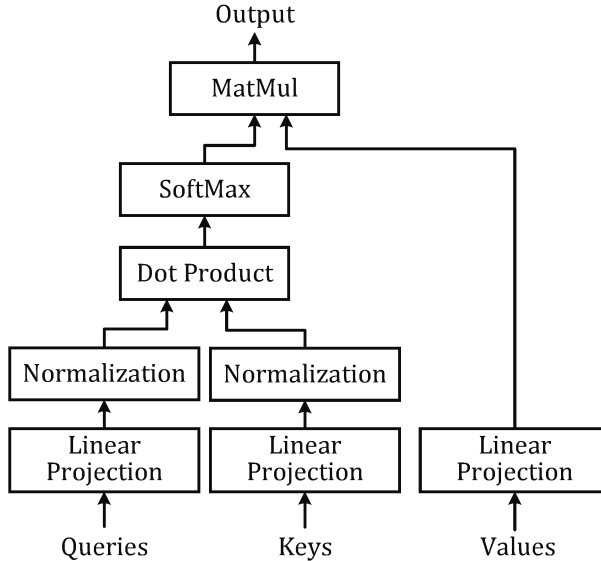 Output
MatMul
SoftMax
Dot Product
Normalization
Normalization
Linear
Projection
Linear
Projection
Linear
Projection
Queries
Keys
Values